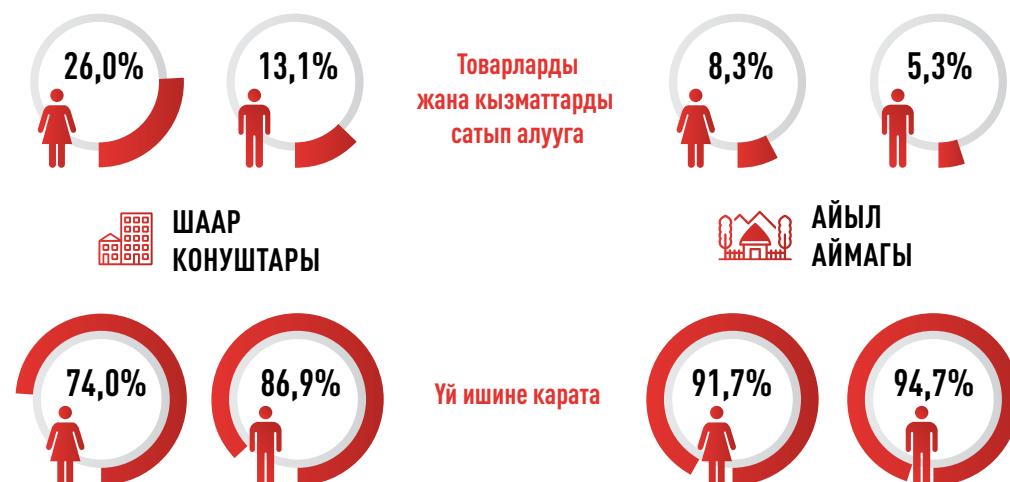 26,0%
13,1%
Товарларды
жана кызматтарды
сатып алууга
8,3%
5,3%
ШААР
КОНУШТАРЫ
АЙЫЛ
АЙМАГЫ
74,0%
86,9%
Үй ишине карата
91,7%
94,7%